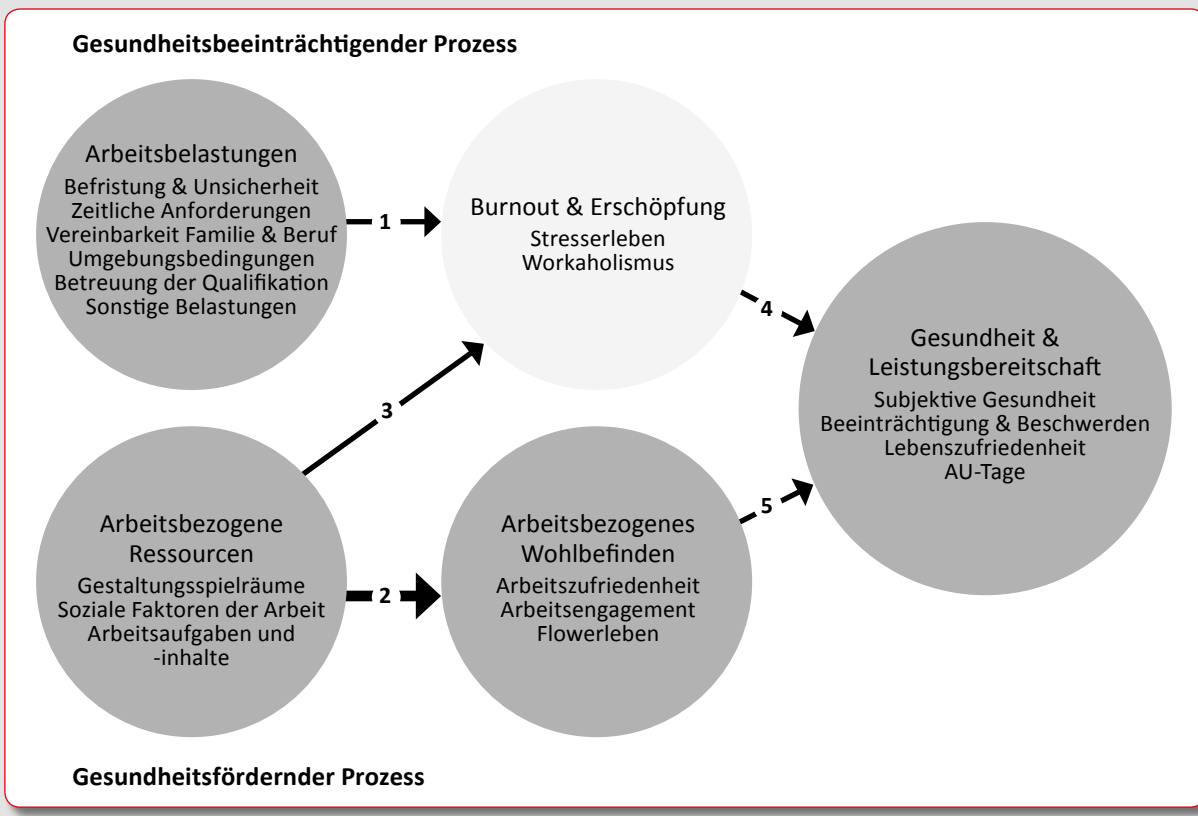 Gesundheitsbeeinträchtigender Prozess
Arbeitsbelastungen
Befristung & Unsicherheit
Zeitliche Anforderungen
Vereinbarkeit Familie & Beruf
Umgebungsbedingungen
Betreuung der Qualifikation
Sonstige Belastungen
1
Burnout & Erschöpfung
Stresserleben
Workaholismus
4
Gesundheit &
Leistungsbereitschaft
Subjektive Gesundheit
Beeinträchtigung & Beschwerden
Lebenszufriedenheit
AU-Tage
3
Arbeitsbezogene
Ressourcen
Gestaltungsspielräume
Soziale Faktoren der Arbeit
Arbeitsaufgaben und
-inhalte
2
Arbeitsbezogenes
Wohlbefinden
Arbeitszufriedenheit
Arbeitsengagement
Flowerleben
5
Gesundheitsfördernder Prozess